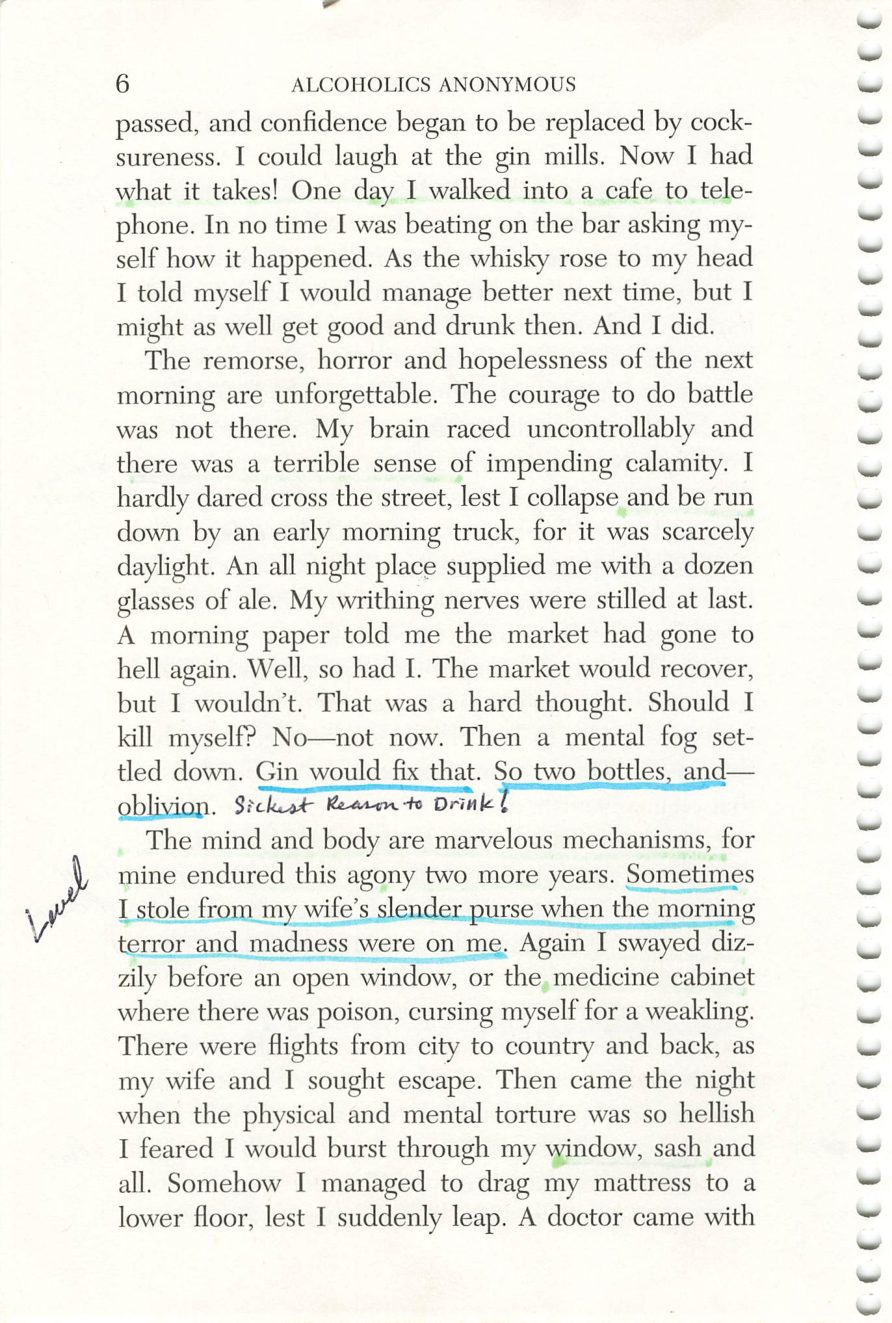 6 ALCOHOLICS ANONYMOUS
passed, and confidence began to be replaced by cock-
sureness. I could laugh at the gin mills. Now I had
what it takes! One day I walked into a cafe to tele-
phone. In no time I was beating on the bar asking my-
self how it happened. As the whisky rose to my head
I told myself I would manage better next time, but I
might as well get good and drunk then. And I did.
The remorse, horror and hopelessness of the next
morning are unforgettable. The courage to do battle
was not there. My brain raced uncontrollably and
there was a terrible sense of impending calamity. I
hardly dared cross the street, lest I collapse and be run
down by an early morning truck, for it was scarcely
daylight. An all night place supplied me with a dozen
glasses of ale. My writhing nerves were stilled at last.
A morning paper told me the market had gone to
hell again. Well, so had I. The market would recover,
but I wouldn't. That was a hard thought. Should I
kill myself? No—not now. Then a mental fog set-
tled down. Gin would fix that. So two bottles, and—
oblivion. Sickest Reason to Drink!
The mind and body are marvelous mechanisms, for
mine endured this agony two more years. Sometimes
Level
I stole from my wife's slender purse when the morning
terror and madness were on me. Again I swayed diz-
zily before an open window, or the medicine cabinet
where there was poison, cursing myself for a weakling.
There were flights from city to country and back, as
my wife and I sought escape. Then came the night
when the physical and mental torture was so hellish
I feared I would burst through my window, sash and
all. Somehow I managed to drag my mattress to a
lower floor, lest I suddenly leap. A doctor came with